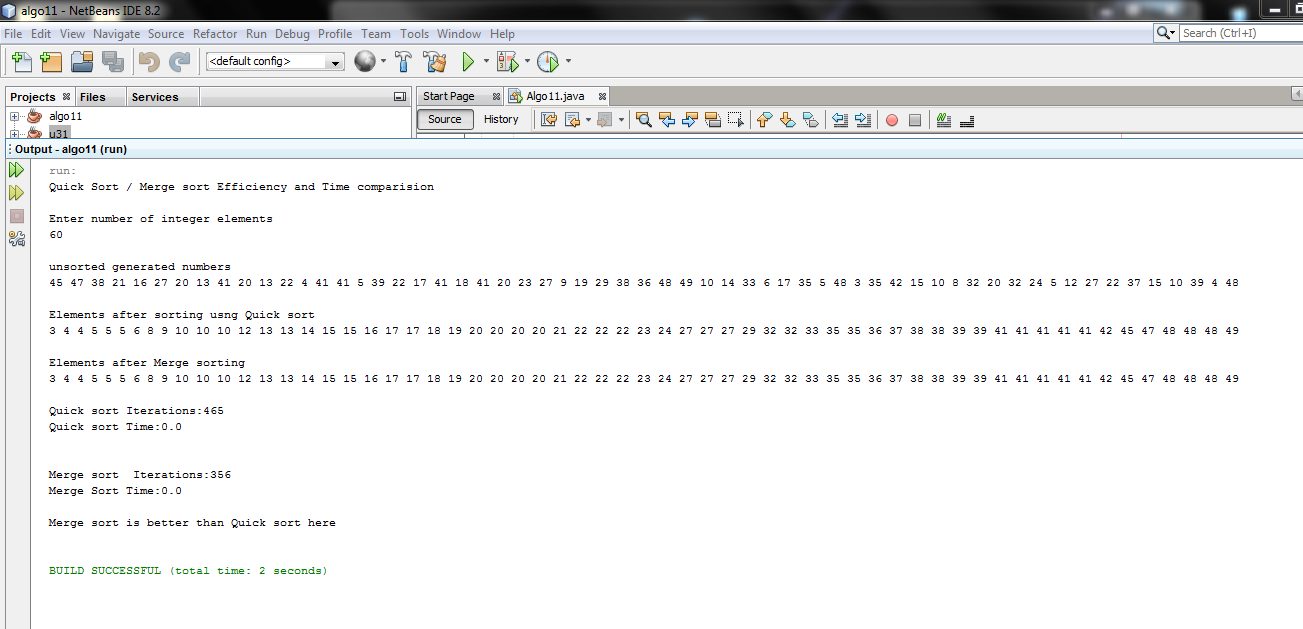 algo11 - NetBeans IDE 8.2
File Edit View Navigate Source Refactor Run Debug Profile Team Tools Window Help
Search (Ctrl+I)
<default config>
Projects Files Services
Start Page Algo11.java
algo11
Source History
u31
Output - algo11 (run)
run:
Quick Sort / Merge sort Efficiency and Time comparision
Enter number of integer elements
60
unsorted generated numbers
45 47 38 21 16 27 20 13 41 20 13 22 4 41 41 5 39 22 17 41 18 41 20 23 27 9 19 29 38 36 48 49 10 14 33 6 17 35 5 48 3 35 42 15 10 8 32 20 32 24 5 12 27 22 37 15 10 39 4 48
Elements after sorting usng Quick sort
3 4 4 5 5 5 6 8 9 10 10 10 12 13 13 14 15 15 16 17 17 18 19 20 20 20 20 21 22 22 22 23 24 27 27 27 29 32 32 33 35 35 36 37 38 38 39 39 41 41 41 41 41 42 45 47 48 48 48 49
Elements after Merge sorting
3 4 4 5 5 5 6 8 9 10 10 10 12 13 13 14 15 15 16 17 17 18 19 20 20 20 20 21 22 22 22 23 24 27 27 27 29 32 32 33 35 35 36 37 38 38 39 39 41 41 41 41 41 42 45 47 48 48 48 49
Quick sort Iterations:465
Quick sort Time:0.0
Merge sort  Iterations:356
Merge Sort Time:0.0
Merge sort is better than Quick sort here
BUILD SUCCESSFUL (total time: 2 seconds)